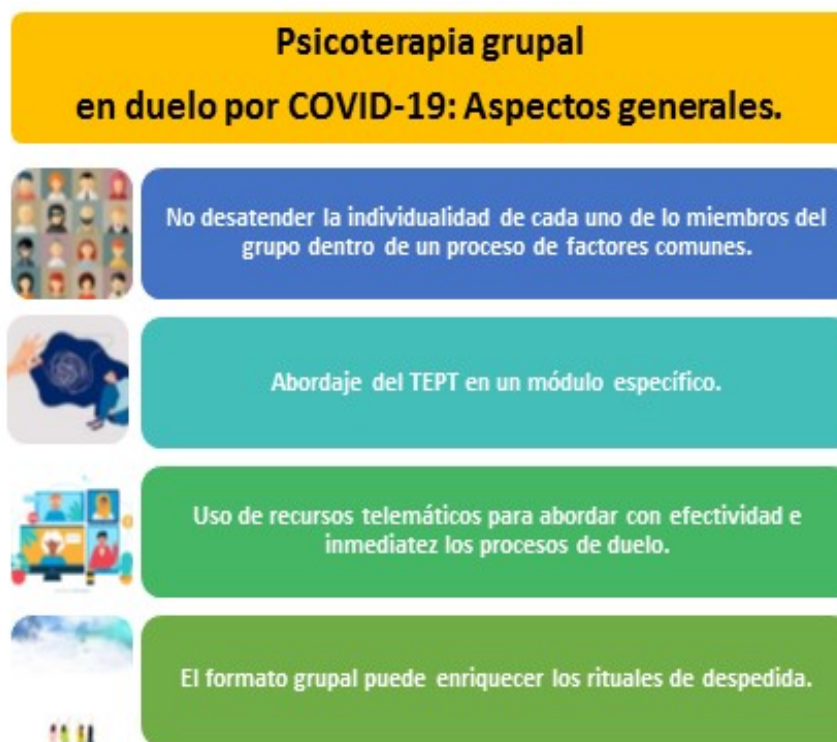 Psicoterapia grupal
en duelo por COVID-19: Aspectos generales.
No desatender la individualidad de cada uno de lo miembros del
grupo dentro de un proceso de factores comunes.
Abordaje del TEPT en un módulo específico.
Uso de recursos telemáticos para abordar con efectividad e
inmediatez los procesos de duelo.
El formato grupal puede enriquecer los rituales de despedida.